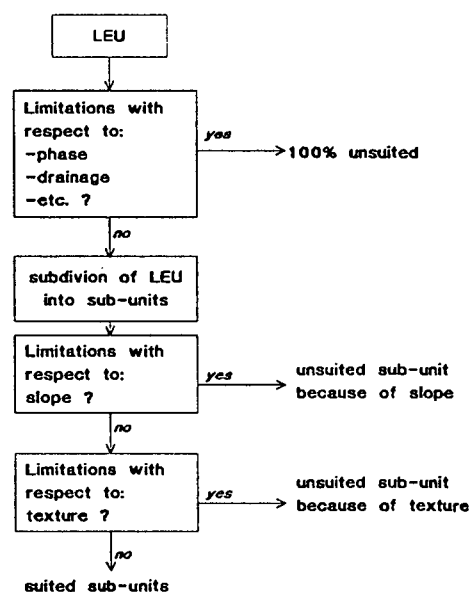 LEU
Limitations with
respect to:
-phase
-drainage
-etc. ?
yes
100% unsuited
no
subdivion of LEU
into sub-units
Limitations with
respect to:
slope ?
yes
unsuited sub-unit
because of slope
no
Limitations with
respect to:
texture ?
yes
unsuited sub-unit
because of texture
no
suited sub-units